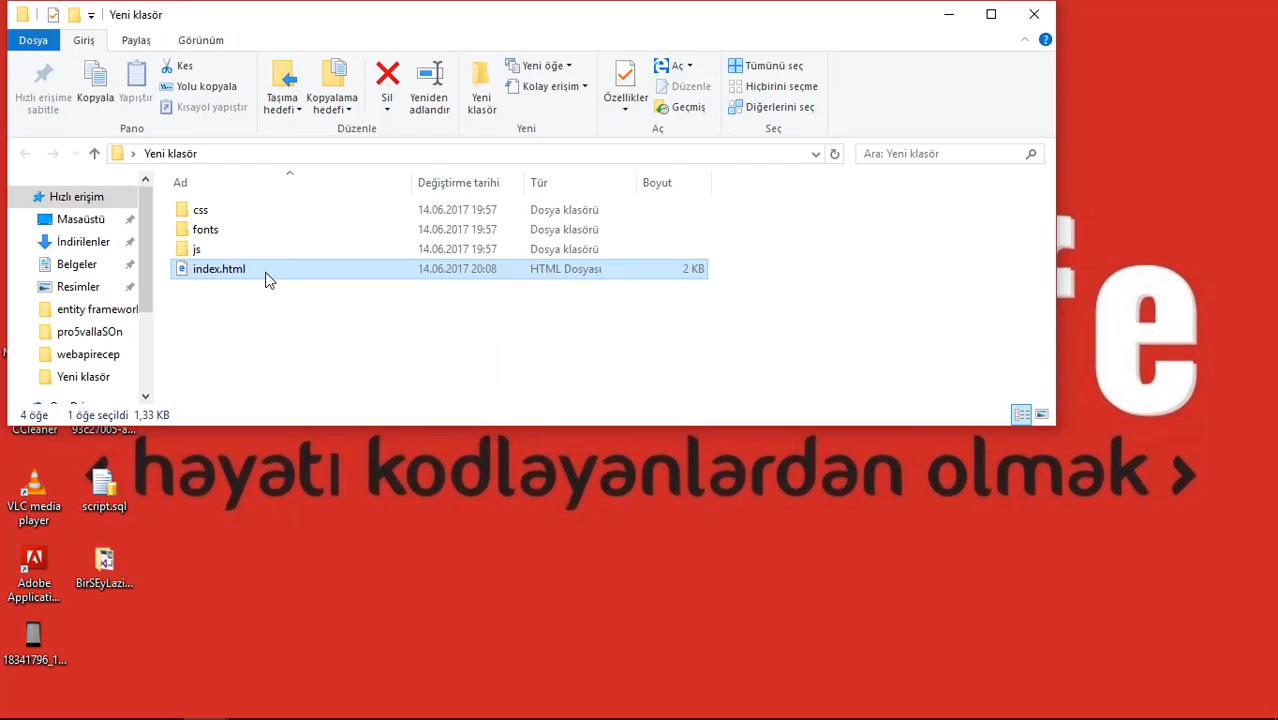 Yeni klasör
Dosya
Giriş
Paylaş
Görünüm
Hızlı erişime sabitle
Kopyala
Yapıştır
Kes
Yolu kopyala
Kısayol yapıştır
Pano
Taşıma hedefi
Kopyalama hedefi
Sil
Yeniden adlandır
Düzenle
Yeni klasör
Yeni öğe
Kolay erişim
Yeni
Özellikler
Aç
Düzenle
Geçmiş
Aç
Tümünü seç
Hiçbirini seçme
Diğerlerini seç
Seç
Yeni klasör
Ara: Yeni klasör
Ad Değiştirme tarihi Tür Boyut
css 14.06.2017 19:57 Dosya klasörü
fonts 14.06.2017 19:57 Dosya klasörü
js 14.06.2017 19:57 Dosya klasörü
index.html 14.06.2017 20:08 HTML Dosyası 2 KB
Hızlı erişim
Masaüstü
İndirilenler
Belgeler
Resimler
entity framework
pro5vallaSOn
webapirecep
Yeni klasör
4 öğe 1 öğe seçildi 1,33 KB
fe
< həyatı kodləyənlərdən olmək >
CCleaner
93c27005-a...
VLC media player
script.sql
Adobe Applicati...
BirSEyLazi...
18341796_1...